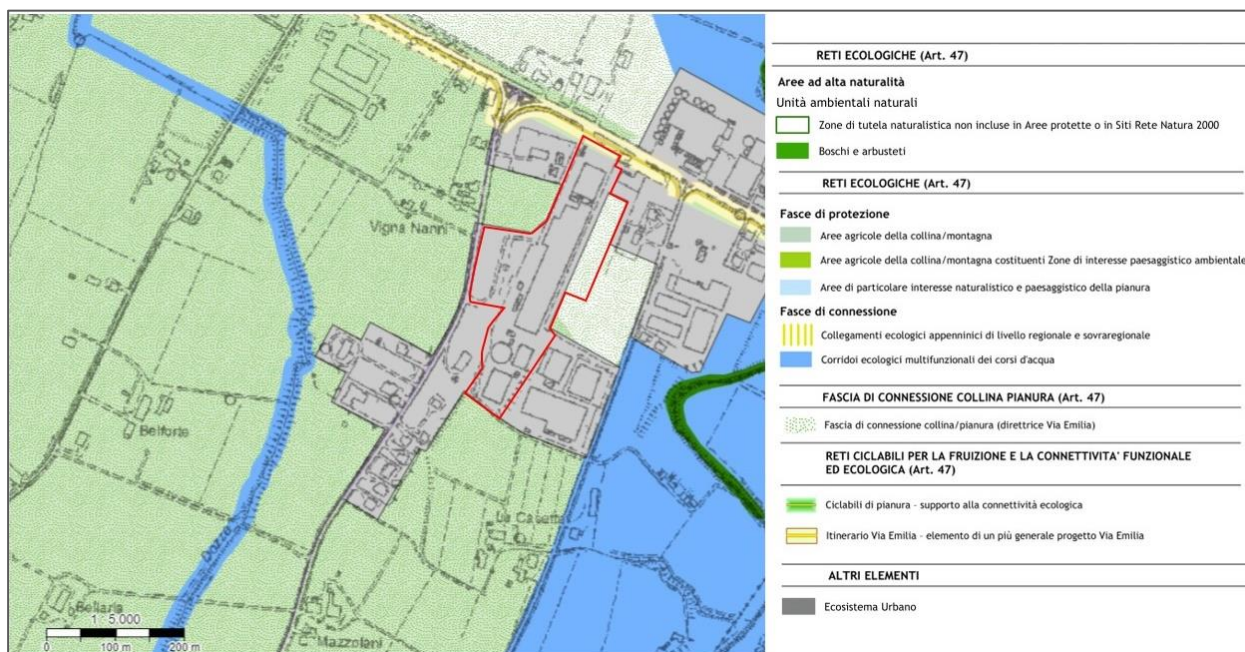 Vigna Nanni
Belforte
Dozza
La Casetta
Bellaria
C. Mazzolani
1: 5.000
0 100 m 200 m
RETI ECOLOGICHE (Art. 47)
Aree ad alta naturalità
Unità ambientali naturali
Zone di tutela naturalistica non incluse in Aree protette o in Siti Rete Natura 2000
Boschi e arbusteti
RETI ECOLOGICHE (Art. 47)
Fasce di protezione
Aree agricole della collina/montagna
Aree agricole della collina/montagna costituenti Zone di interesse paesaggistico ambientale
Aree di particolare interesse naturalistico e paesaggistico della pianura
Fasce di connessione
Collegamenti ecologici appenninici di livello regionale e sovraregionale
Corridoi ecologici multifunzionali dei corsi d'acqua
FASCIA DI CONNESSIONE COLLINA PIANURA (Art. 47)
Fascia di connessione collina/pianura (direttrice Via Emilia)
RETI CICLABILI PER LA FRUIZIONE E LA CONNETTIVITA' FUNZIONALE
ED ECOLOGICA (Art. 47)
Ciclabili di pianura - supporto alla connettività ecologica
Itinerario Via Emilia - elemento di un più generale progetto Via Emilia
ALTRI ELEMENTI
Ecosistema Urbano